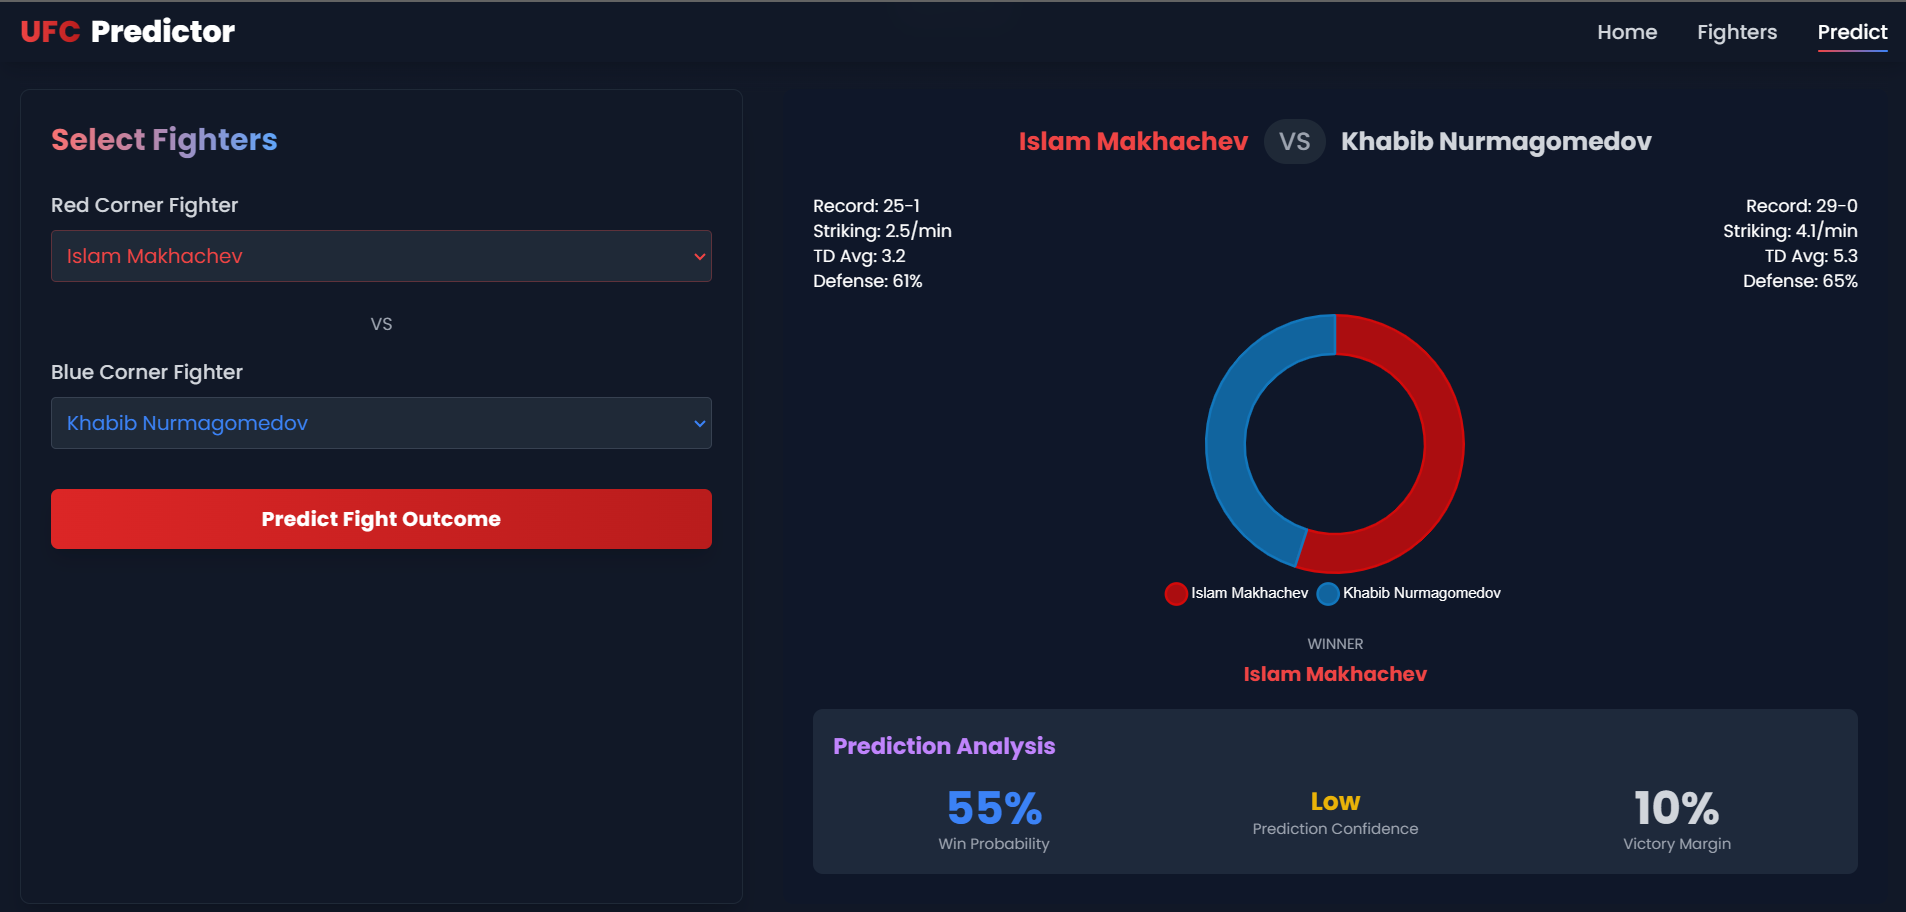 UFC Predictor
Home Fighters Predict
Select Fighters
Red Corner Fighter
Islam Makhachev
VS
Blue Corner Fighter
Khabib Nurmagomedov
Predict Fight Outcome
Islam Makhachev VS Khabib Nurmagomedov
Record: 25-1
Striking: 2.5/min
TD Avg: 3.2
Defense: 61%
Record: 29-0
Striking: 4.1/min
TD Avg: 5.3
Defense: 65%
Islam Makhachev Khabib Nurmagomedov
WINNER
Islam Makhachev
Prediction Analysis
55%
Win Probability
Low
Prediction Confidence
10%
Victory Margin